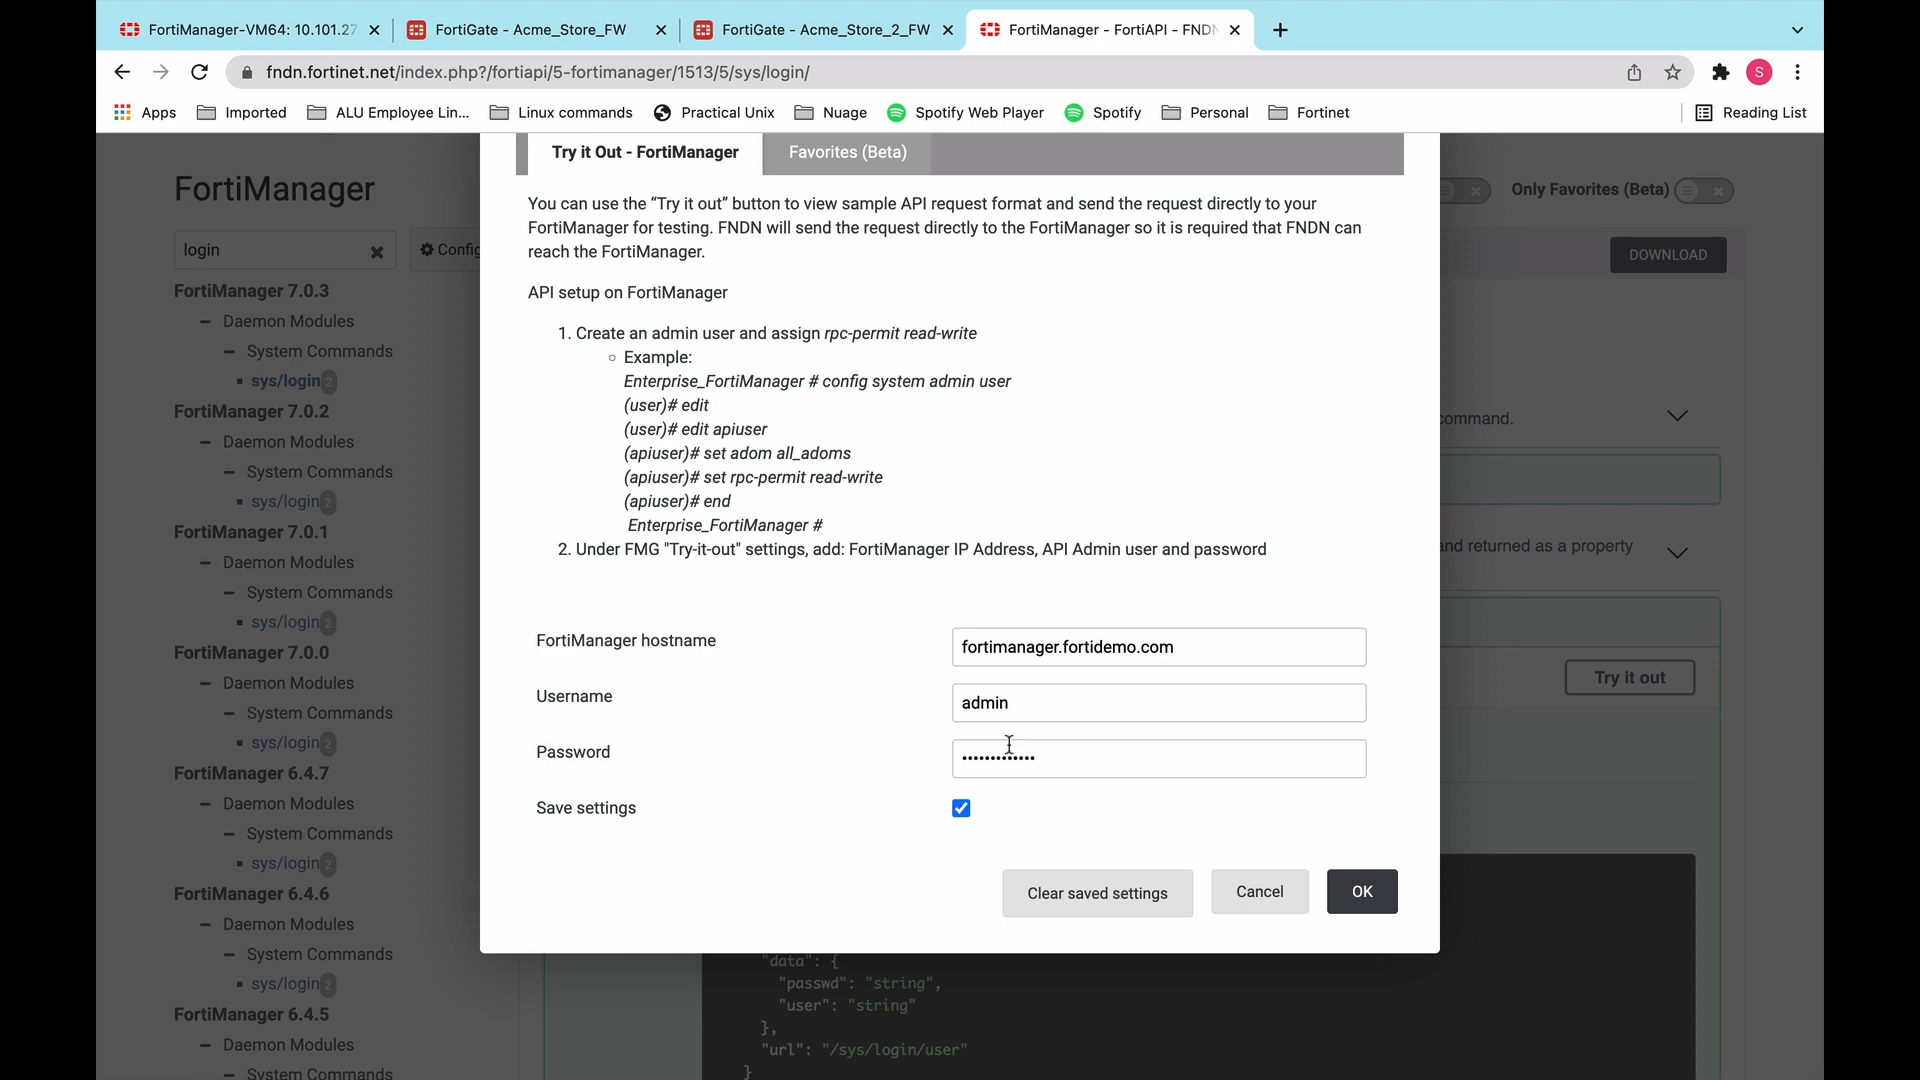 FortiManager-VM64: 10.101.27
FortiGate - Acme_Store_FW
FortiGate - Acme_Store_2_FW
FortiManager - FortiAPI - FNDN
fndn.fortinet.net/index.php?/fortiapi/5-fortimanager/1513/5/sys/login/
S
Apps
Imported
ALU Employee Lin...
Linux commands
Practical Unix
Nuage
Spotify Web Player
Spotify
Personal
Fortinet
Reading List
FortiManager
login
Config
FortiManager 7.0.3
– Daemon Modules
– System Commands
▪ sys/login 2
FortiManager 7.0.2
– Daemon Modules
– System Commands
▪ sys/login 2
FortiManager 7.0.1
– Daemon Modules
– System Commands
▪ sys/login 2
FortiManager 7.0.0
– Daemon Modules
– System Commands
▪ sys/login 2
FortiManager 6.4.7
– Daemon Modules
– System Commands
▪ sys/login 2
FortiManager 6.4.6
– Daemon Modules
– System Commands
▪ sys/login 2
FortiManager 6.4.5
– Daemon Modules
– System Commands
Try it Out - FortiManager
Favorites (Beta)
You can use the “Try it out” button to view sample API request format and send the request directly to your
FortiManager for testing. FNDN will send the request directly to the FortiManager so it is required that FNDN can
reach the FortiManager.
API setup on FortiManager
1. Create an admin user and assign rpc-permit read-write
○ Example:
Enterprise_FortiManager # config system admin user
(user)# edit
(user)# edit apiuser
(apiuser)# set adom all_adoms
(apiuser)# set rpc-permit read-write
(apiuser)# end
Enterprise_FortiManager #
2. Under FMG "Try-it-out" settings, add: FortiManager IP Address, API Admin user and password
FortiManager hostname
fortimanager.fortidemo.com
Username
admin
Password
•••••••••••••
Save settings
Clear saved settings
Cancel
OK
Only Favorites (Beta)
DOWNLOAD
command.
and returned as a property
Try it out
"data": {
"passwd": "string",
"user": "string"
},
"url": "/sys/login/user"
}